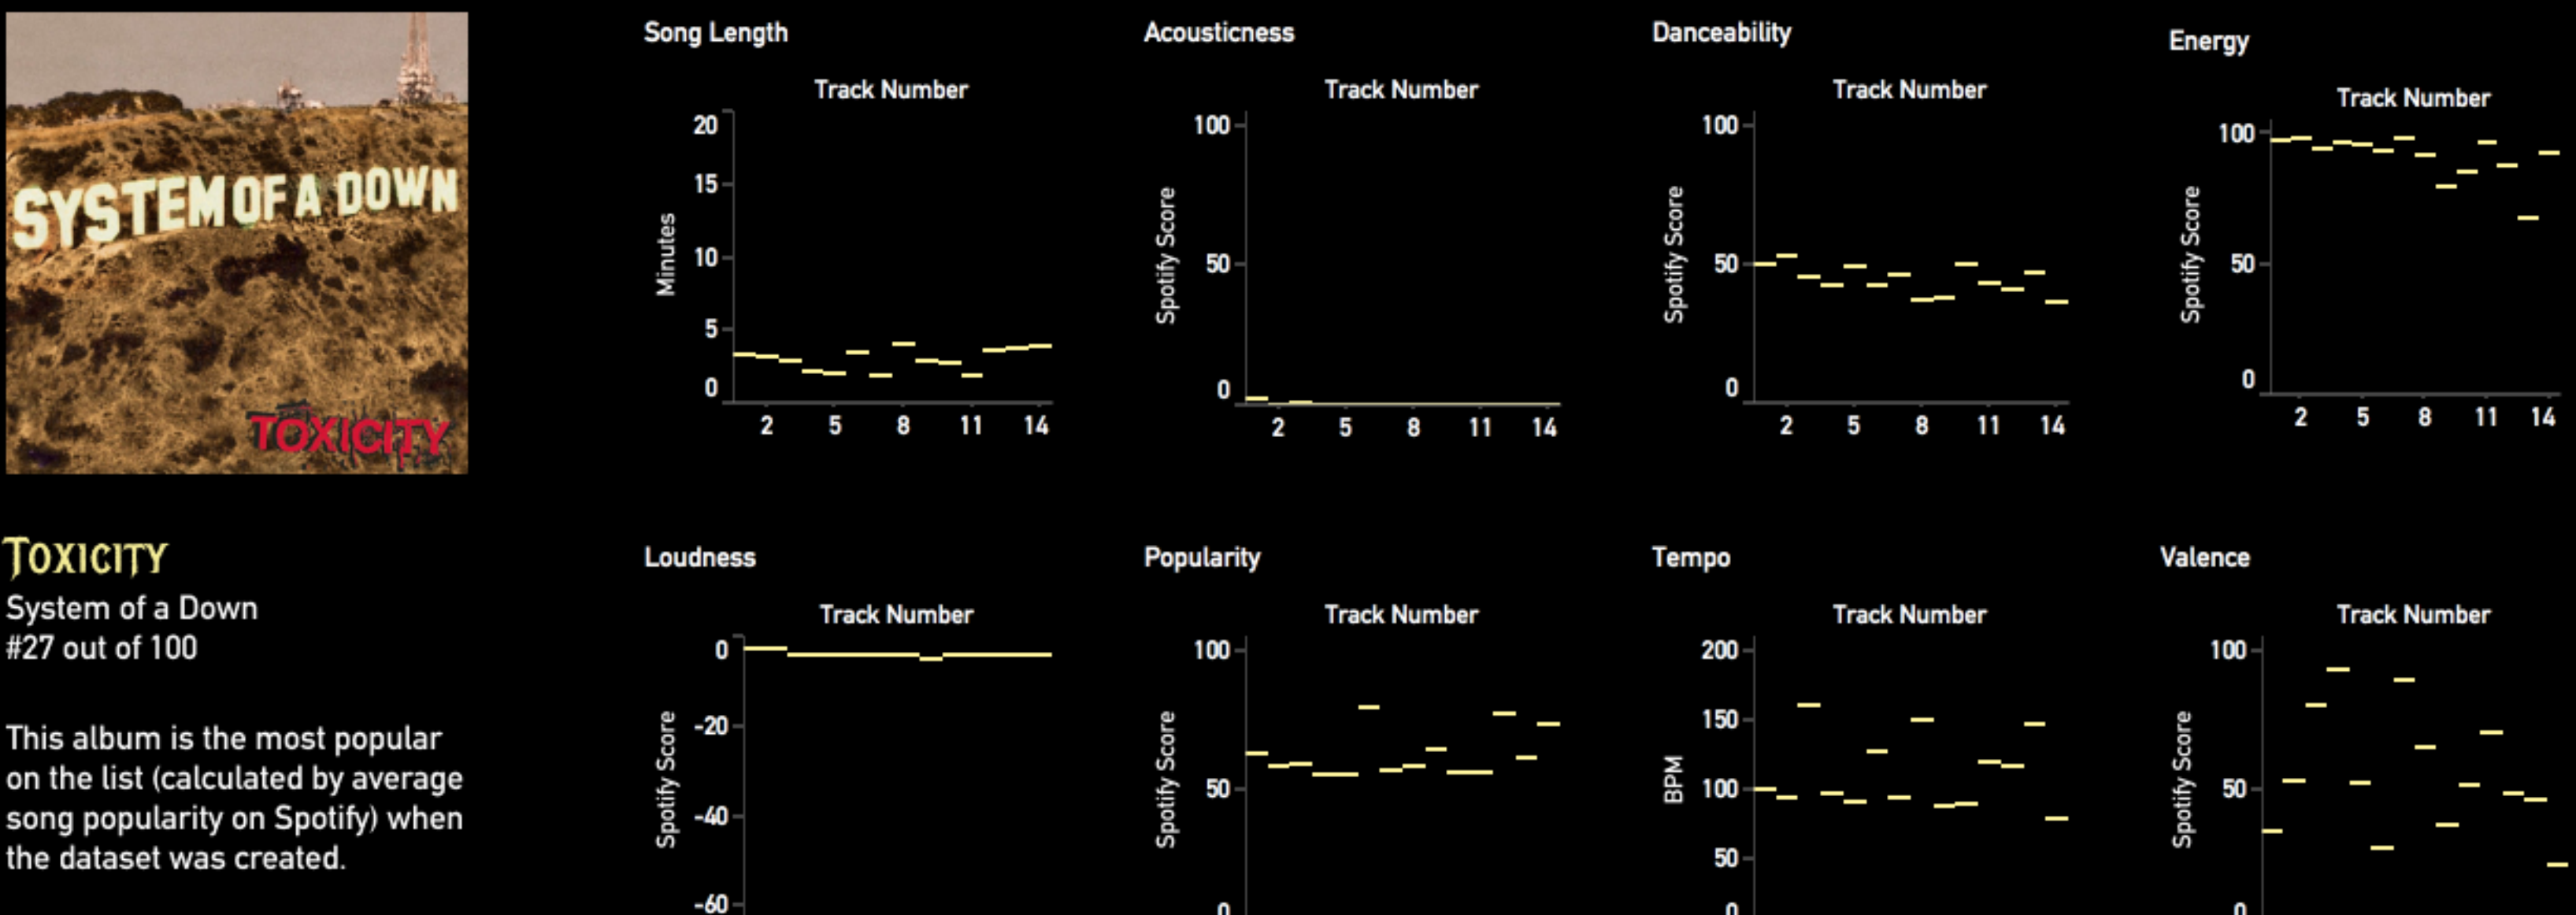 SYSTEM OF A DOWN
TOXICITY
TOXICITY
System of a Down
#27 out of 100
This album is the most popular
on the list (calculated by average
song popularity on Spotify) when
the dataset was created.
Song Length
Track Number
Minutes
20
15
10
5
0
2 5 8 11 14
Acousticness
Track Number
Spotify Score
100
50
0
2 5 8 11 14
Danceability
Track Number
Spotify Score
100
50
0
2 5 8 11 14
Energy
Track Number
Spotify Score
100
50
0
2 5 8 11 14
Loudness
Track Number
Spotify Score
0
-20
-40
-60
Popularity
Track Number
Spotify Score
100
50
0
Tempo
Track Number
BPM
200
150
100
50
0
Valence
Track Number
Spotify Score
100
50
0